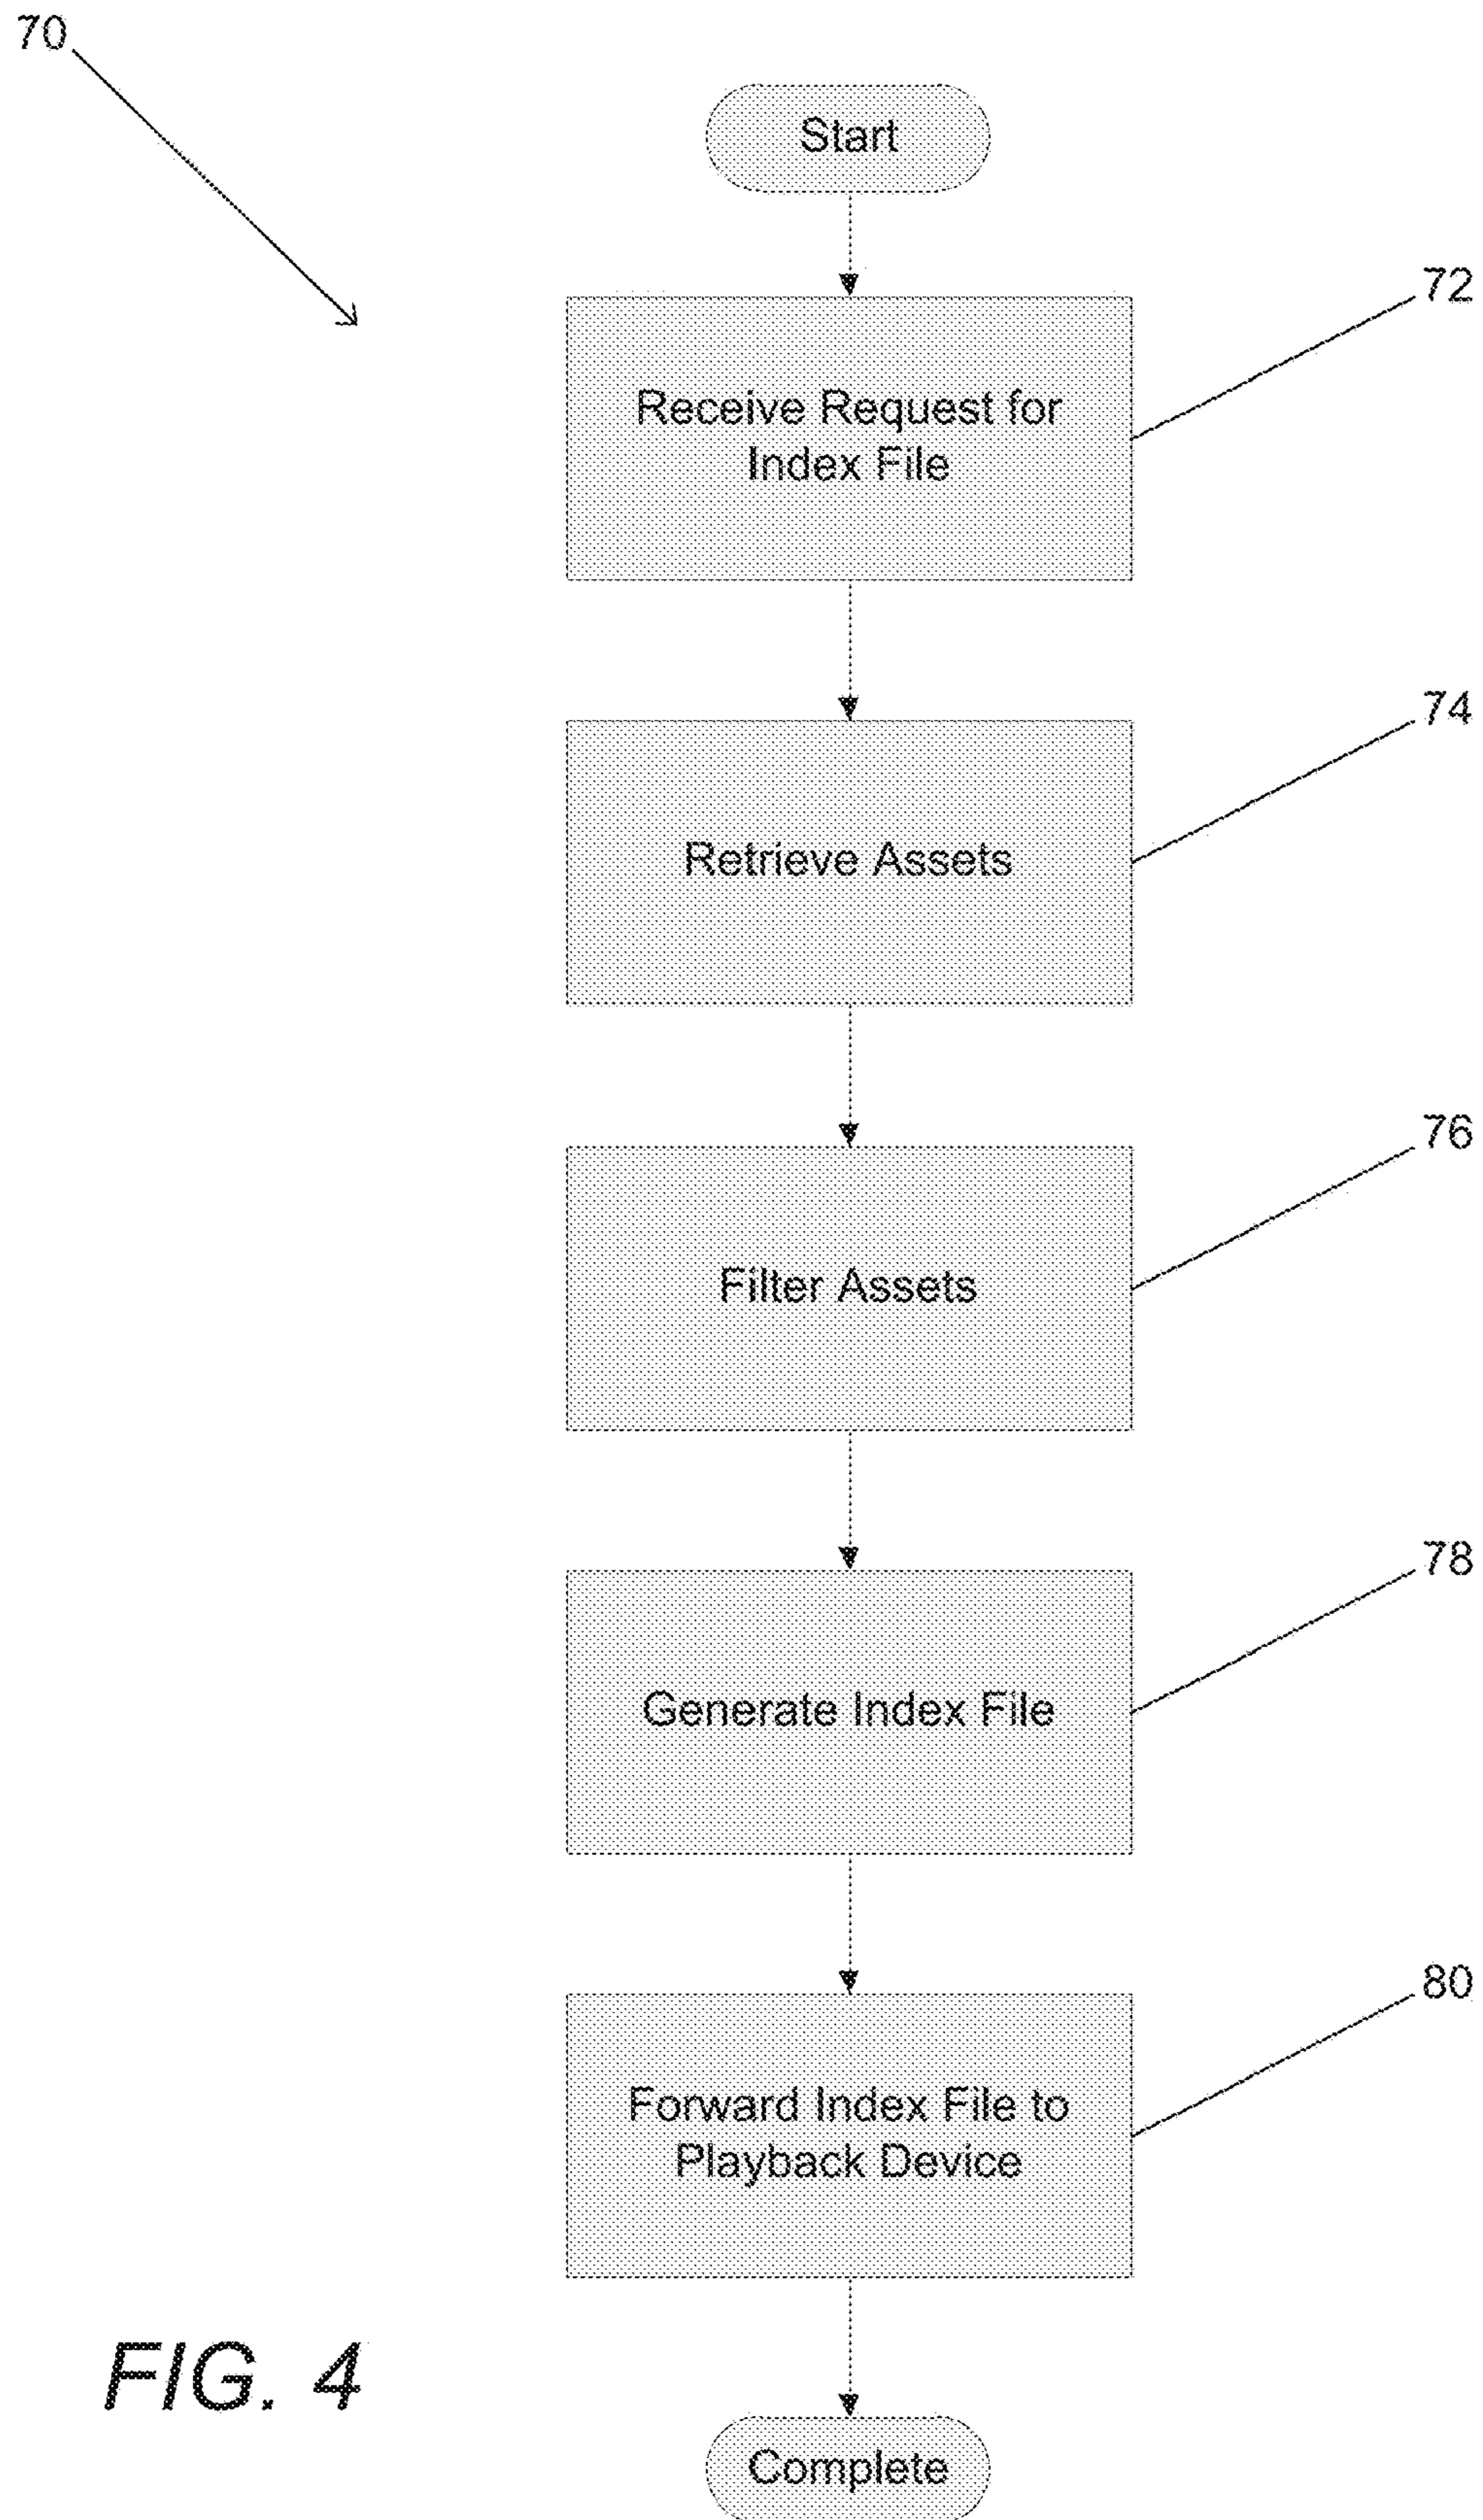 70
Start
72
Receive Request for
Index File
74
Retrieve Assets
76
Filter Assets
78
Generate Index File
80
Forward Index File to
Playback Device
FIG. 4
Complete